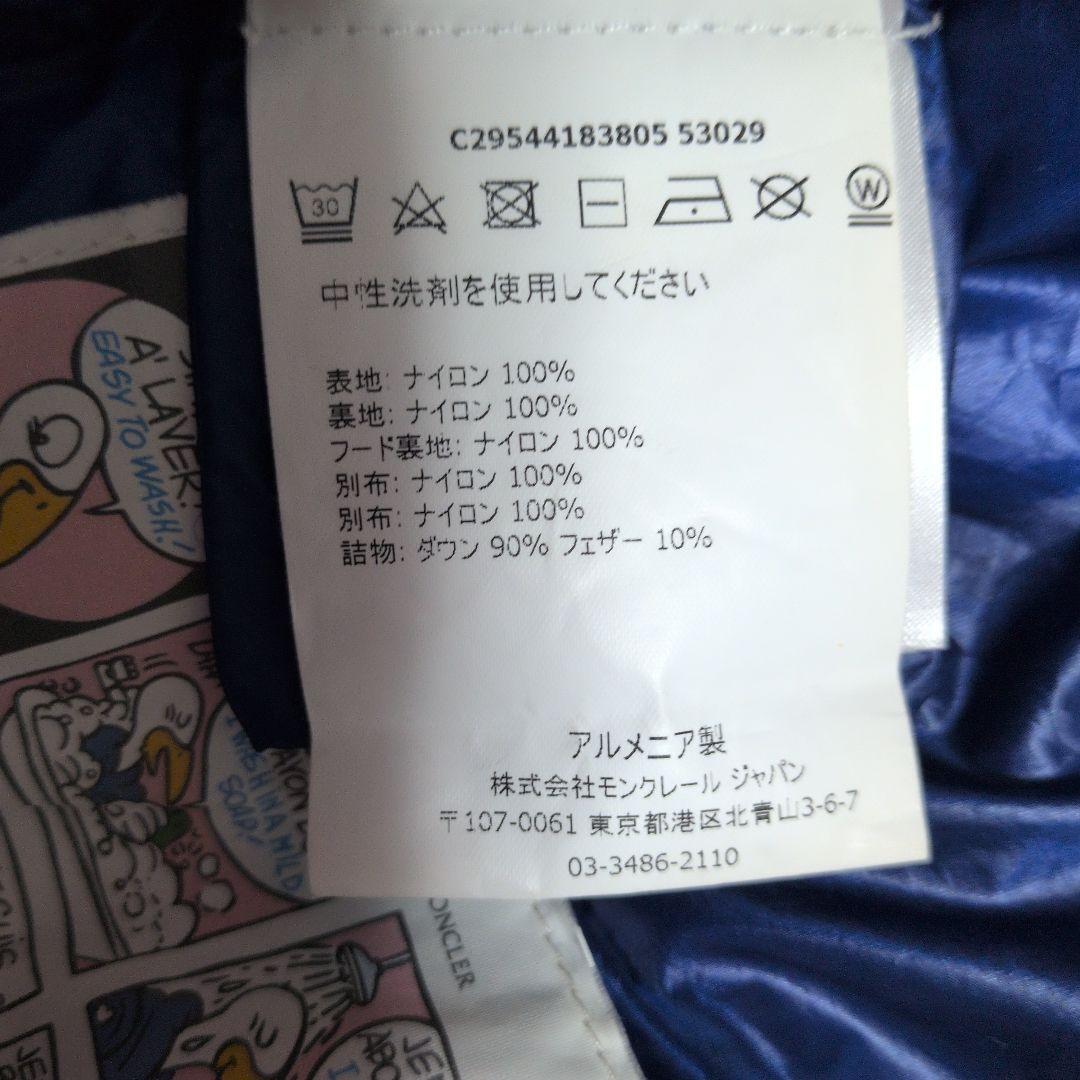 C29544183805 53029
30
W
中性洗剤を使用してください
表地: ナイロン 100%
裏地: ナイロン 100%
フード裏地: ナイロン 100%
別布: ナイロン 100%
別布: ナイロン 100%
詰物: ダウン 90% フェザー 10%
アルメニア製
株式会社モンクレール ジャパン
〒107-0061 東京都港区北青山3-6-7
03-3486-2110
A' LAVER!
EASY TO WASH!
I WASH IN A MILD
SOAP!